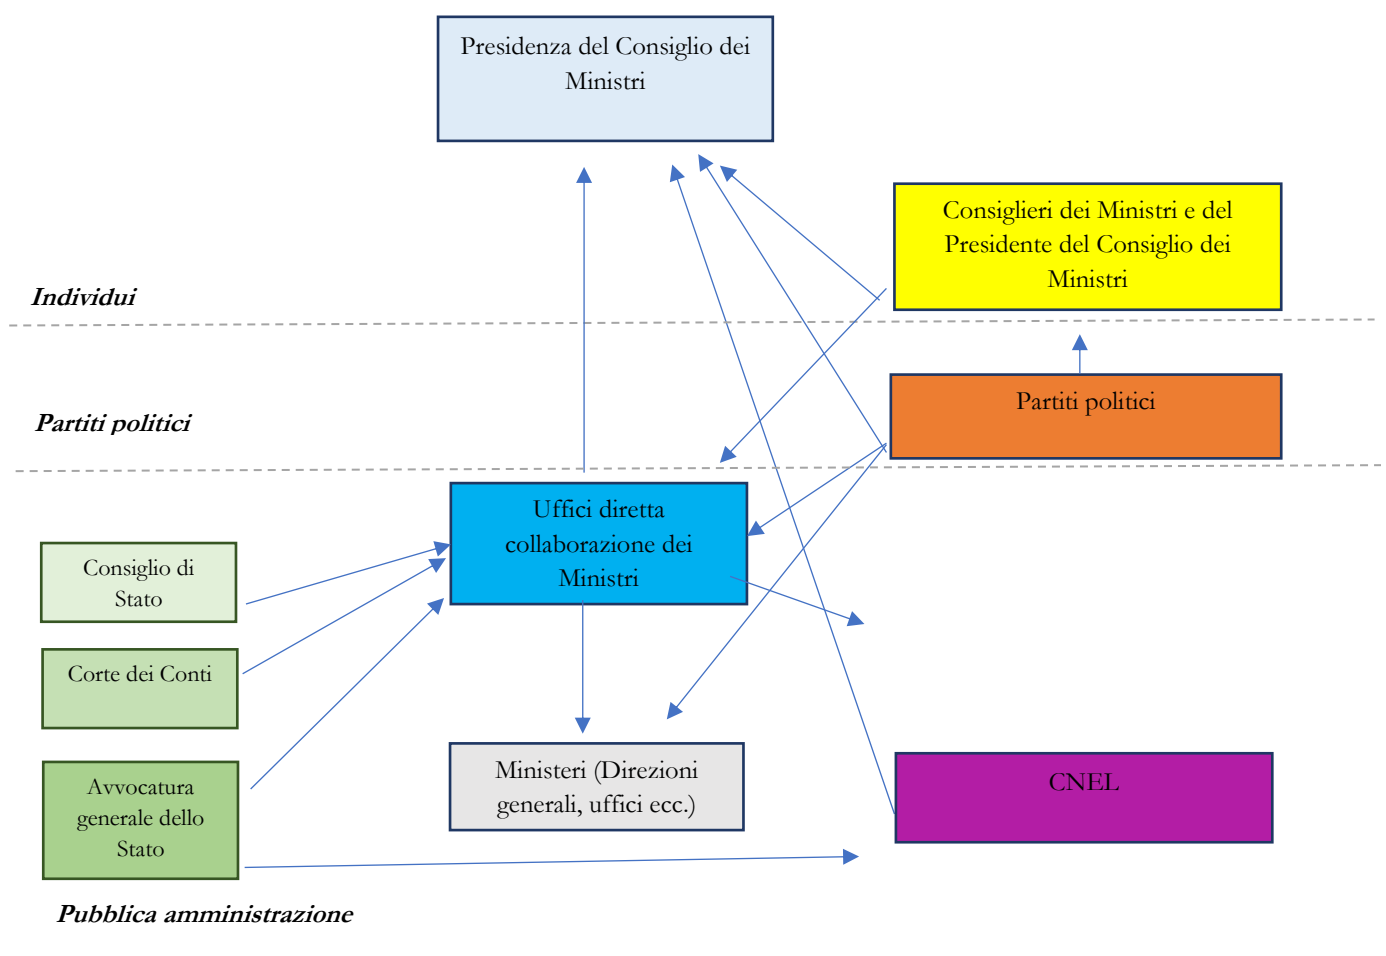 Presidenza del Consiglio dei
Ministri
Consiglieri dei Ministri e del
Presidente del Consiglio dei
Ministri
Individui
Partiti politici
Partiti politici
Uffici diretta
collaborazione dei
Ministri
Consiglio di
Stato
Corte dei Conti
Ministeri (Direzioni
generali, uffici ecc.)
CNEL
Avvocatura
generale dello
Stato
Pubblica amministrazione